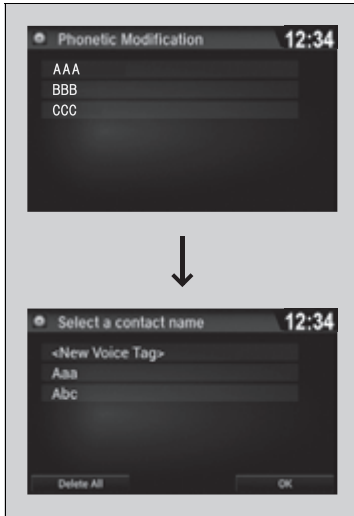 Phonetic Modification 12:34
AAA
BBB
CCC
Select a contact name 12:34
<New Voice Tag>
Aaa
Abc
Delete All OK